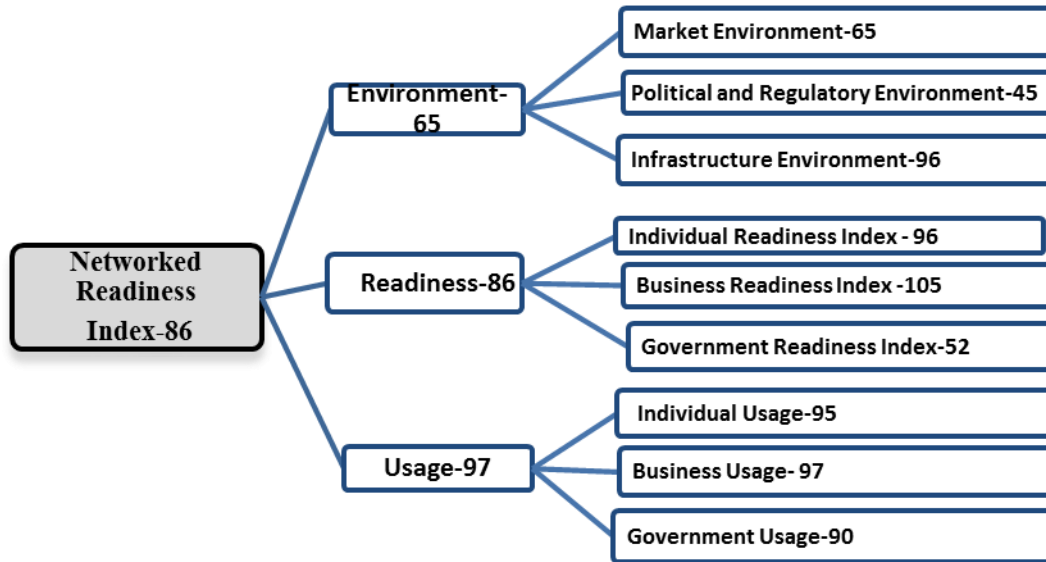 Market Environment-65
Environment-
65
Political and Regulatory Environment-45
Infrastructure Environment-96
Networked
Readiness
Index-86
Readiness-86
Individual Readiness Index - 96
Business Readiness Index -105
Government Readiness Index-52
Usage-97
Individual Usage-95
Business Usage- 97
Government Usage-90